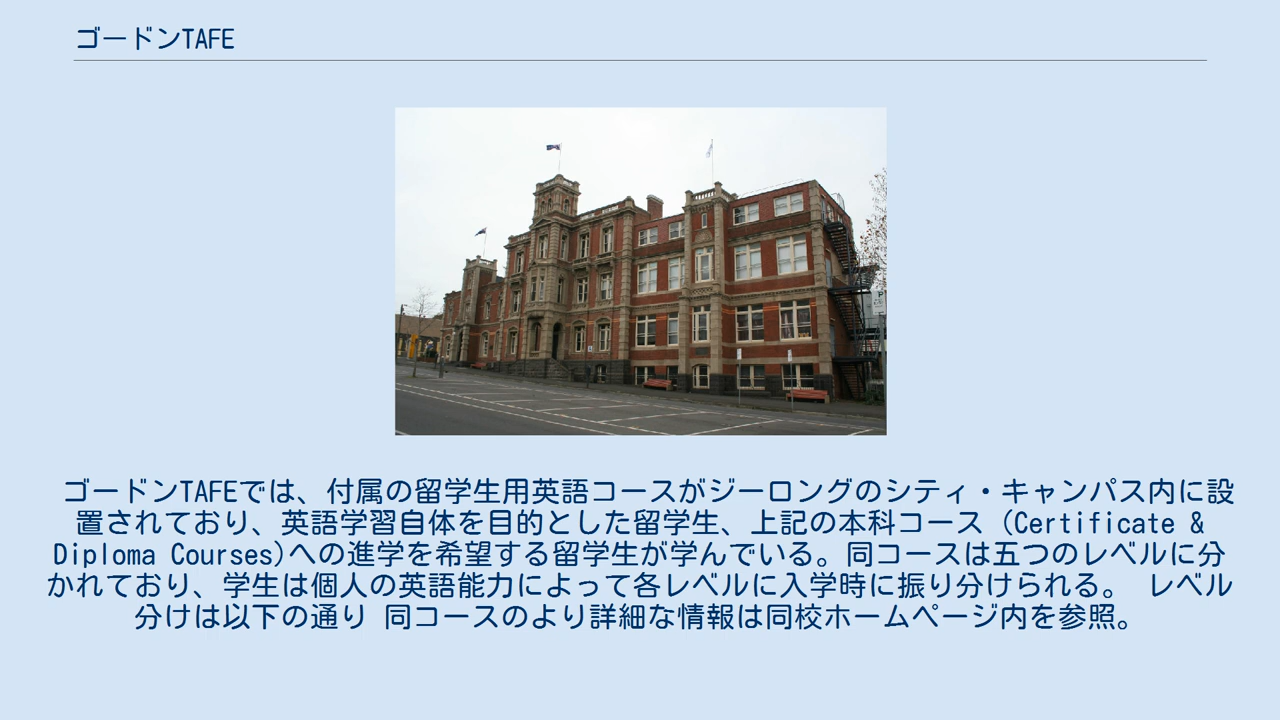 ゴードンTAFE
ゴードンTAFEでは、付属の留学生用英語コースがジーロングのシティ・キャンパス内に設
置されており、英語学習自体を目的とした留学生、上記の本科コース (Certificate &
Diploma Courses)への進学を希望する留学生が学んでいる。同コースは五つのレベルに分
かれており、学生は個人の英語能力によって各レベルに入学時に振り分けられる。 レベル
分けは以下の通り 同コースのより詳細な情報は同校ホームページ内を参照。